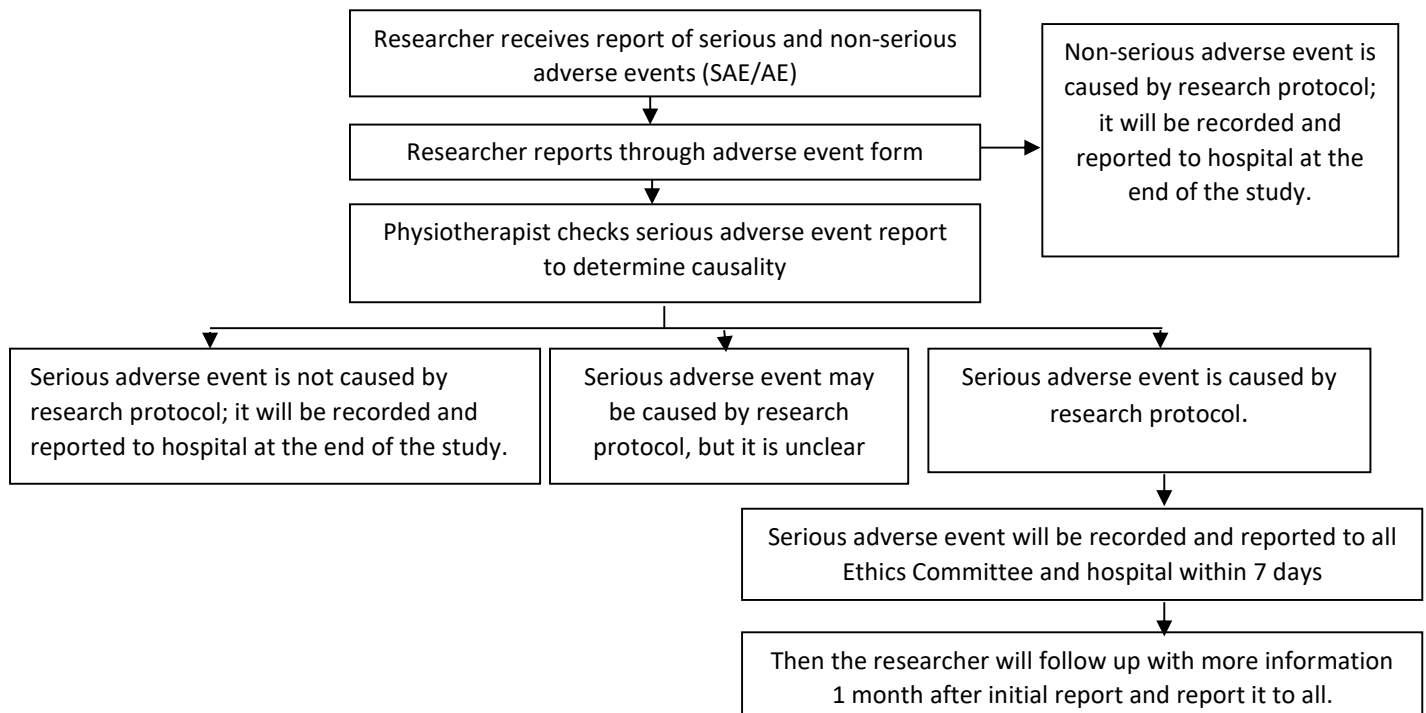 Researcher receives report of serious and non-serious
adverse events (SAE/AE)
Non-serious adverse event is
caused by research protocol;
it will be recorded and
reported to hospital at the
end of the study.
Researcher reports through adverse event form
Physiotherapist checks serious adverse event report
to determine causality
Serious adverse event is not caused by
research protocol; it will be recorded and
reported to hospital at the end of the study.
Serious adverse event may
be caused by research
protocol, but it is unclear
Serious adverse event is caused by
research protocol.
Serious adverse event will be recorded and reported to all
Ethics Committee and hospital within 7 days
Then the researcher will follow up with more information
1 month after initial report and report it to all.